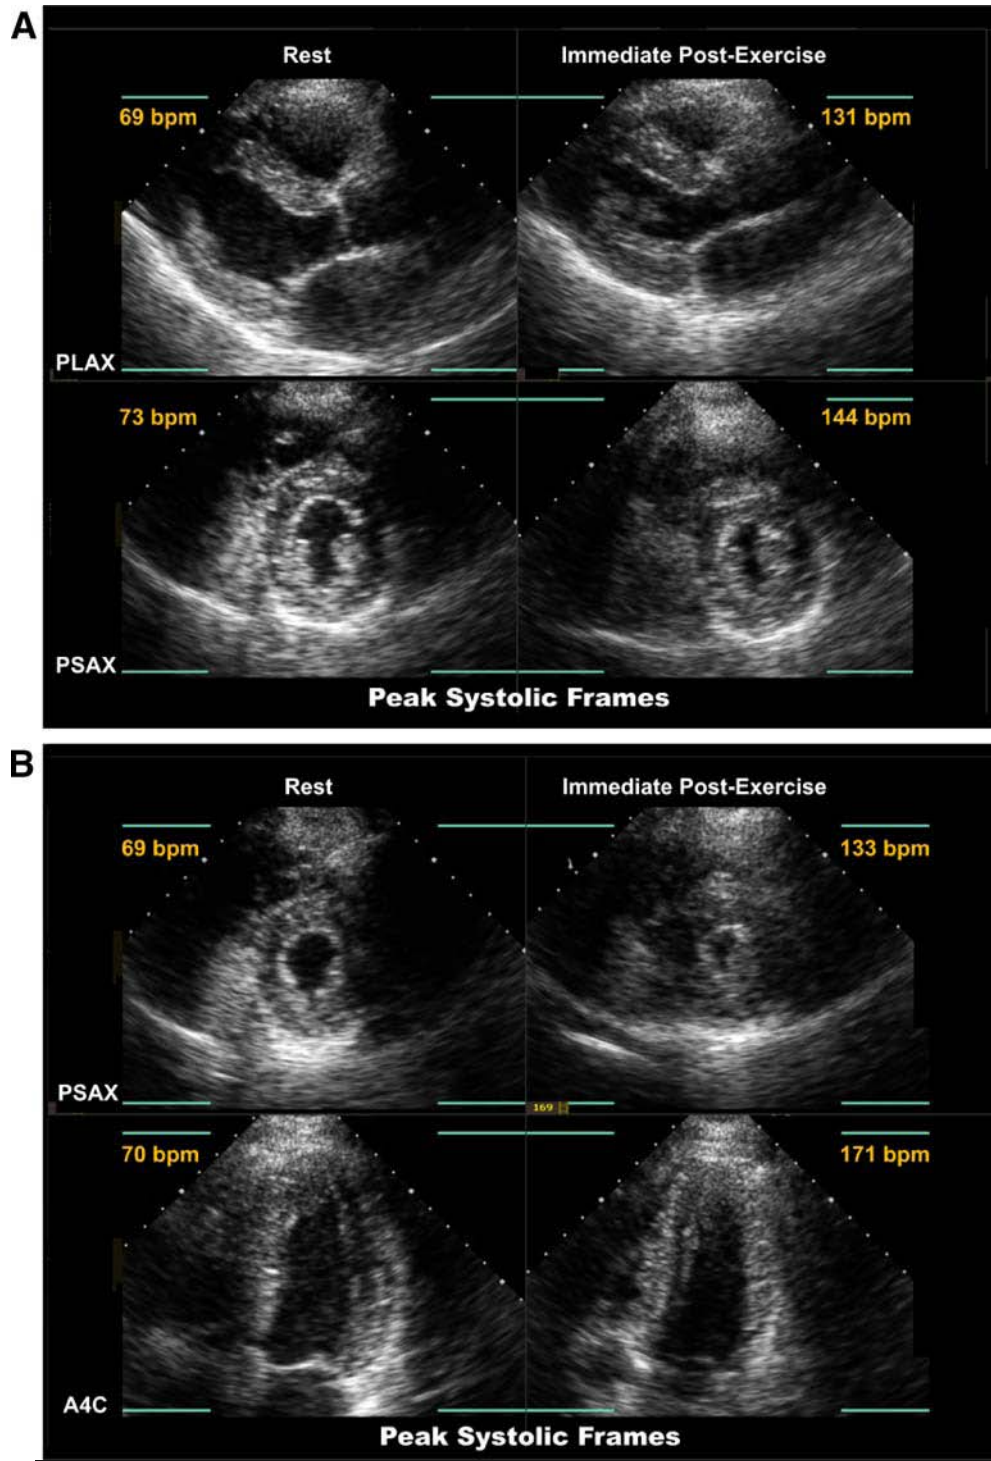 A
Rest
Immediate Post-Exercise
69 bpm
131 bpm
PLAX
73 bpm
144 bpm
PSAX
Peak Systolic Frames
B
Rest
Immediate Post-Exercise
69 bpm
133 bpm
PSAX
169
70 bpm
171 bpm
A4C
Peak Systolic Frames